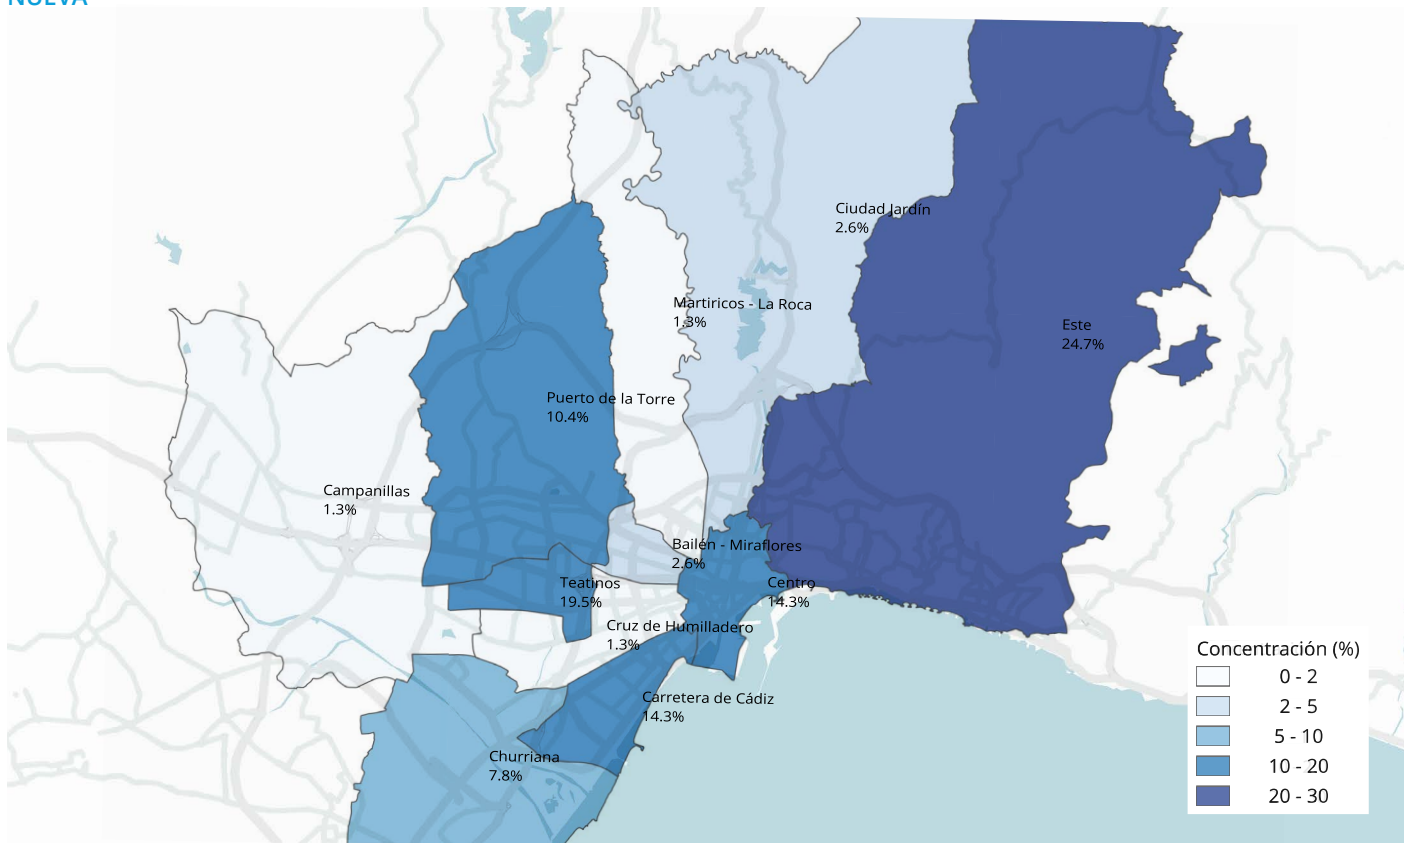 NUEVA
Ciudad Jardín
2.6%
Martiricos - La Roca
1.3%
Este
24.7%
Puerto de la Torre
10.4%
Campanillas
1.3%
Bailén - Miraflores
2.6%
Teatinos
19.5%
Centro
14.3%
Cruz de Humilladero
1.3%
Carretera de Cádiz
14.3%
Churriana
7.8%
Concentración (%)
0 - 2
2 - 5
5 - 10
10 - 20
20 - 30